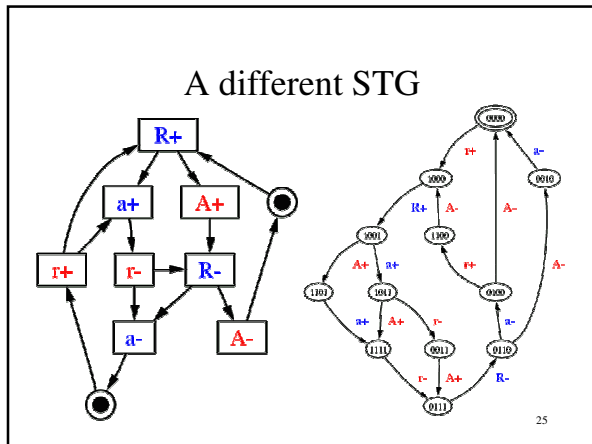 A different STG
R+
a+
A+
r+
r-
R-
a-
A-
0000
r+
a-
1000
0010
R+
A-
A-
1100
1001
r+
A-
A+
a+
1101
1011
0100
a+
A+
r-
a-
1111
0011
0110
r-
A+
R-
0111
25